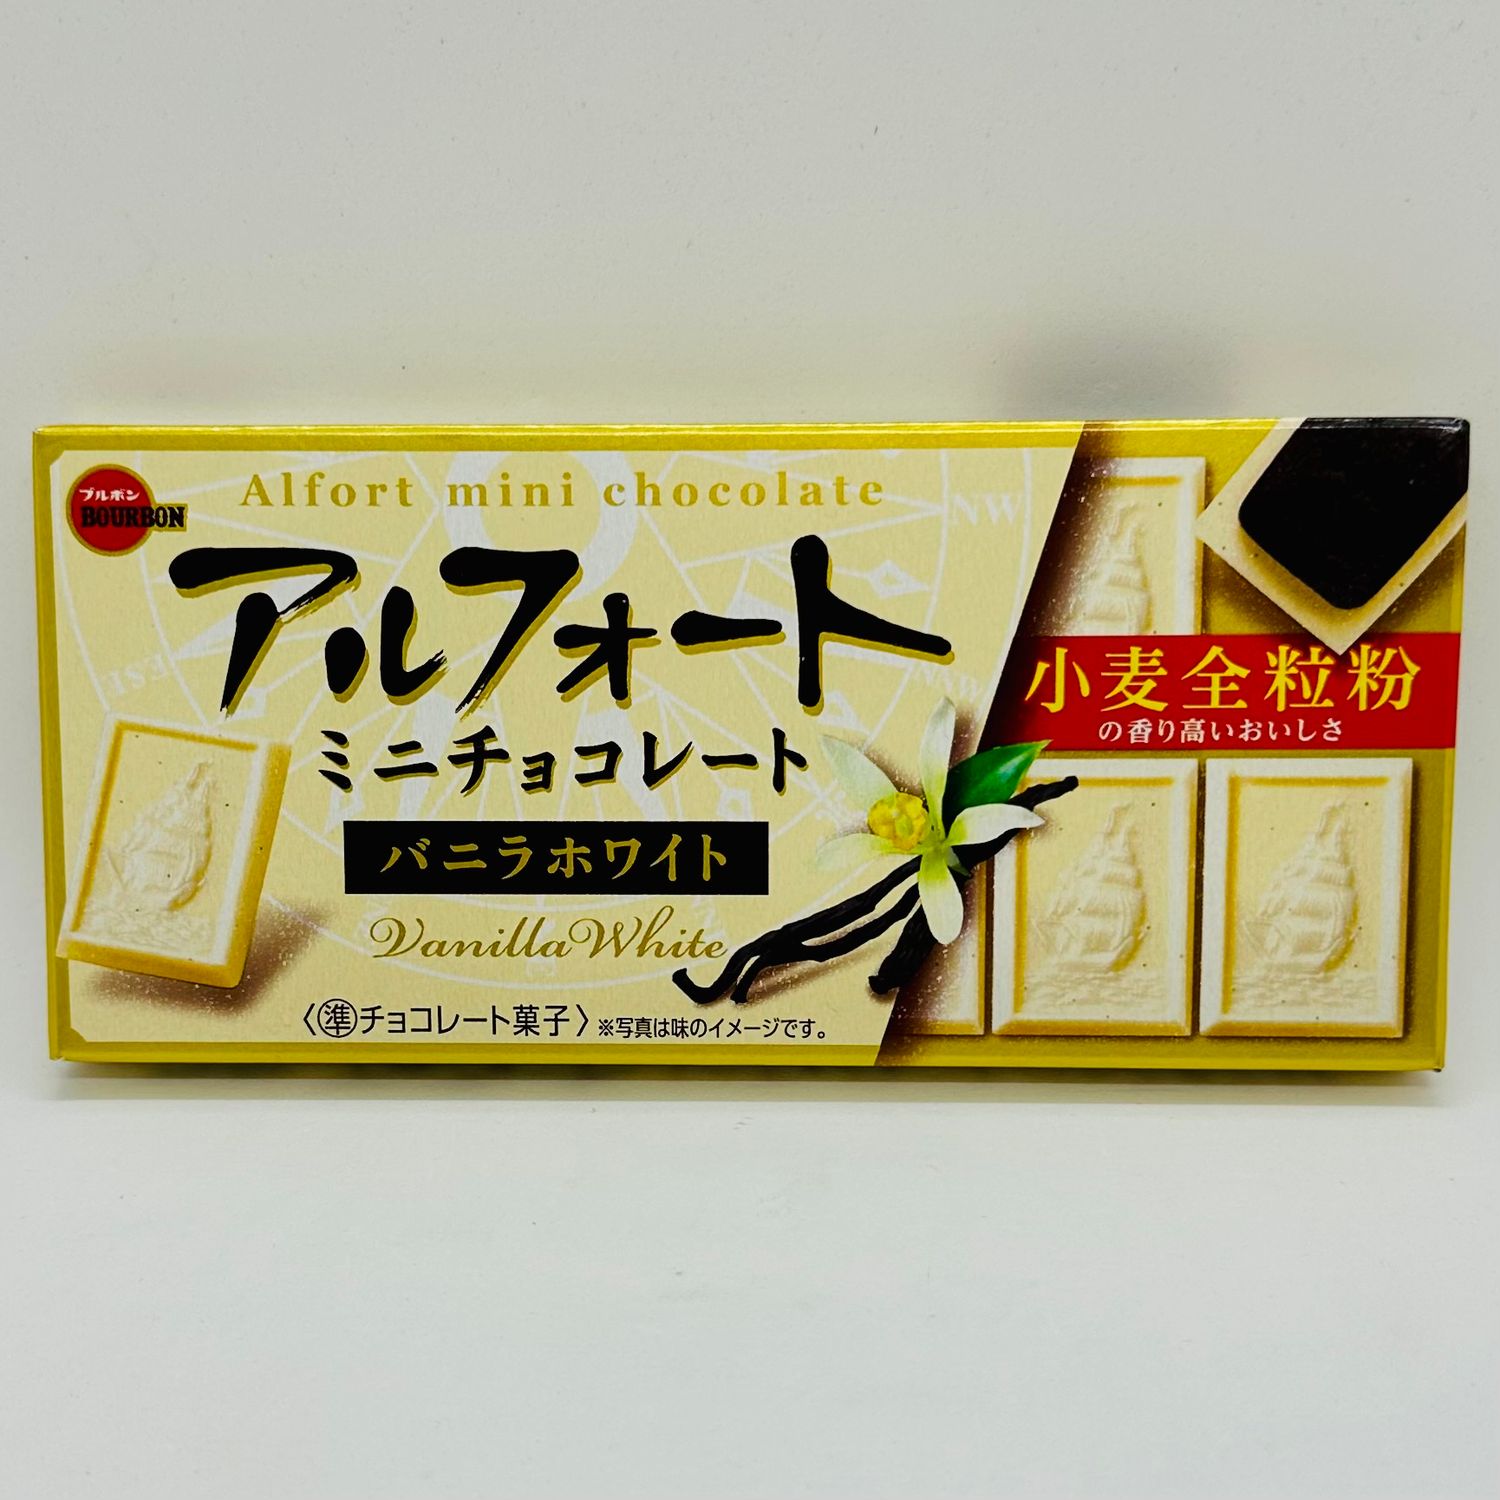 ブルボン
BOURBON
Alfort mini chocolate
アルフォート
ミニチョコレート
バニラホワイト
Vanilla White
〈㊜チョコレート菓子〉※写真は味のイメージです。
小麦全粒粉
の香り高いおいしさ
NW